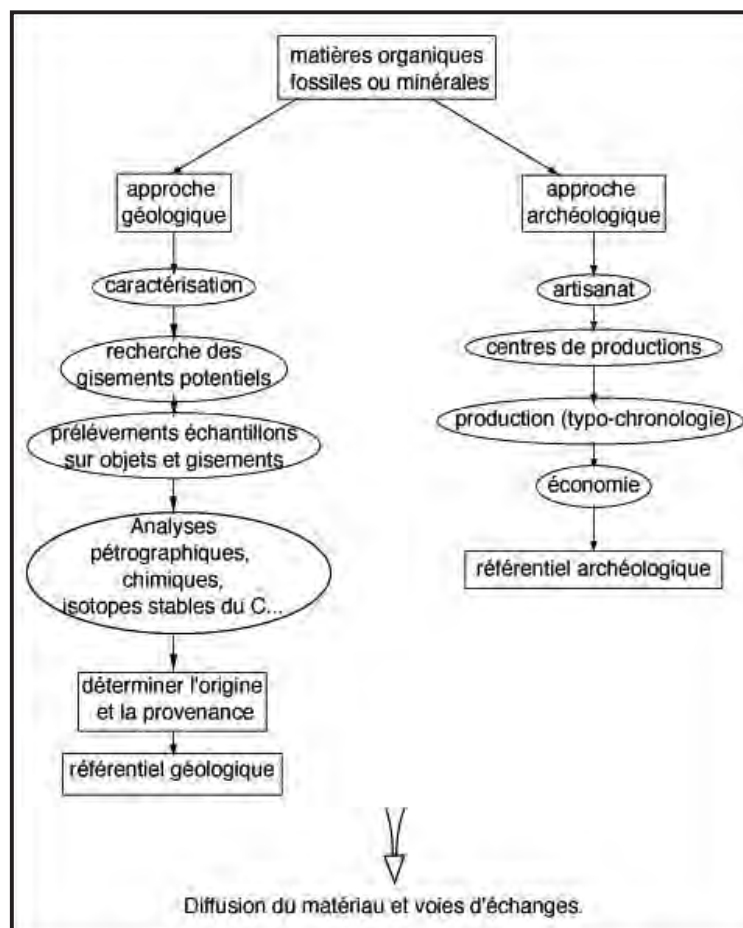 matières organiques
fossiles ou minérales
approche
géologique
caractérisation
recherche des
gisements potentiels
prélévements échantillons
sur objets et gisements
Analyses
pétrographiques,
chimiques,
isotopes stables du C...
déterminer l'origine
et la provenance
référentiel géologique
approche
archéologique
artisanat
centres de productions
production (typo-chronologie)
économie
référentiel archéologique
Diffusion du matériau et voies d'échanges.